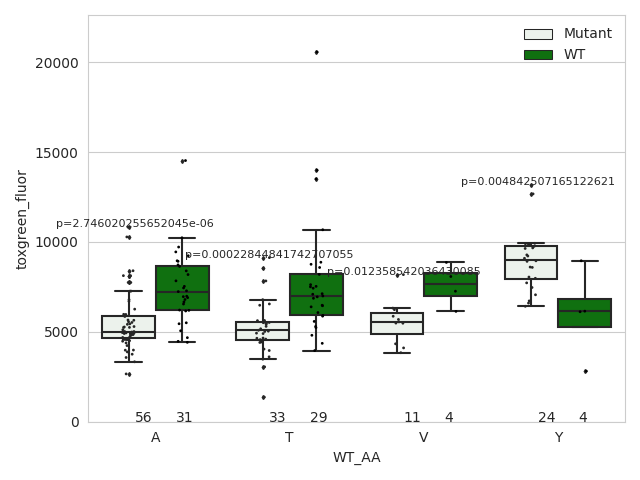 Mutant
WT
20000
15000
10000
5000
0
toxgreen_fluor
p=2.746020255652045e-06
p=0.00022844841742707055
p=0.012358542036430085
p=0.004842507165122621
56 31 33 29 11 4 24 4
A T V Y
WT_AA